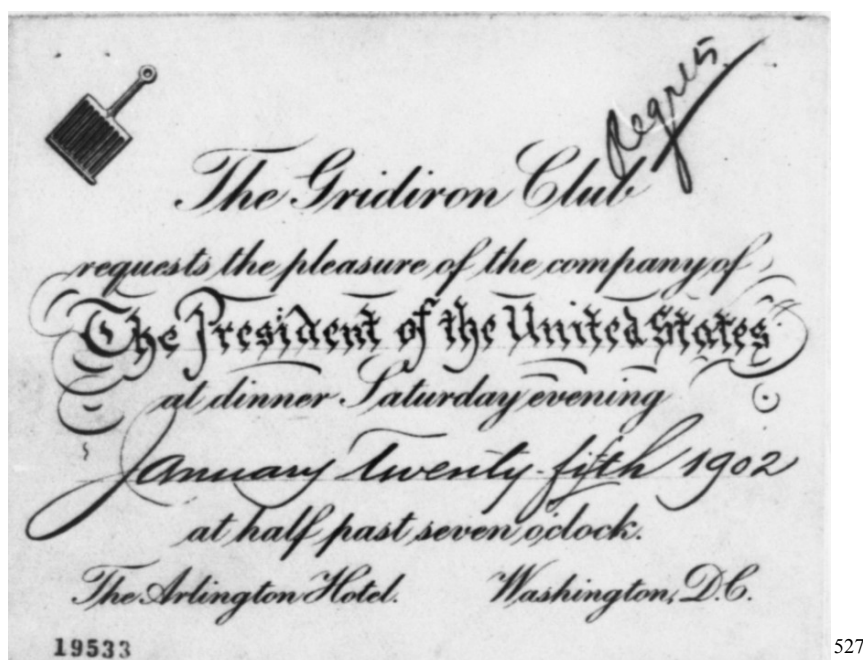 Regrets
The Gridiron Club
requests the pleasure of the company of
The President of the United States
at dinner Saturday evening
January twenty-fifth 1902
at half past seven o'clock.
The Arlington Hotel. Washington, D.C.
19533
527